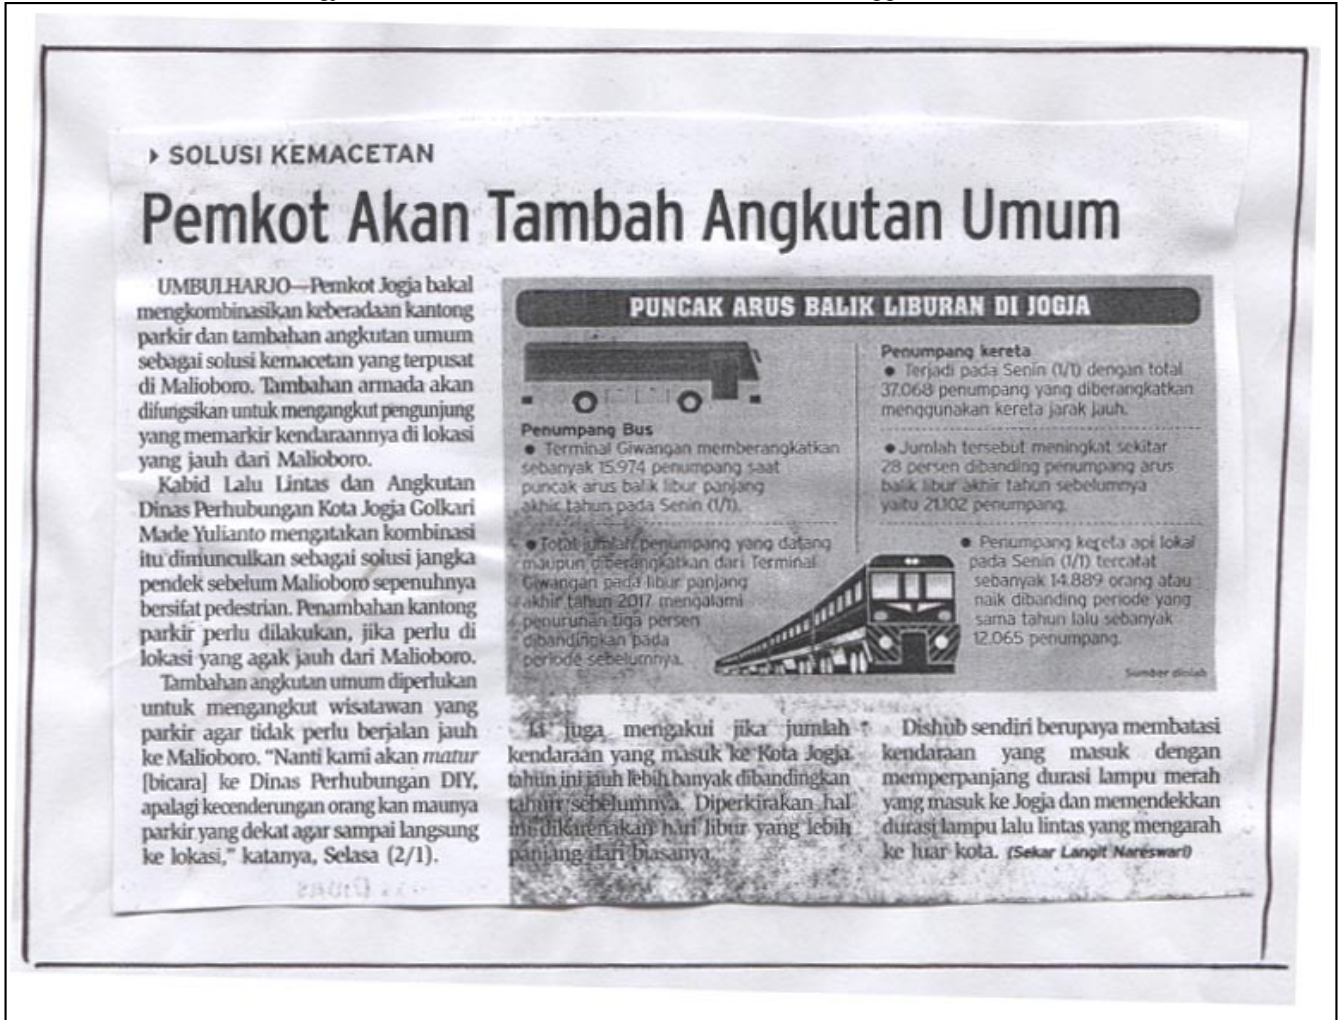 ▸ SOLUSI KEMACETAN
Pemkot Akan Tambah Angkutan Umum
UMBULHARJO—Pemkot Jogja bakal
mengkombinasikan keberadaan kantong
parkir dan tambahan angkutan umum
sebagai solusi kemacetan yang terpusat
di Malioboro. Tambahan armada akan
difungsikan untuk mengangkut pengunjung
yang memarkir kendaraannya di lokasi
yang jauh dari Malioboro.
Kabid Lalu Lintas dan Angkutan
Dinas Perhubungan Kota Jogja Golkari
Made Yulianto mengatakan kombinasi
itu dimunculkan sebagai solusi jangka
pendek sebelum Malioboro sepenuhnya
bersifat pedestrian. Penambahan kantong
parkir perlu dilakukan, jika perlu di
lokasi yang agak jauh dari Malioboro.
Tambahan angkutan umum diperlukan
untuk mengangkut wisatawan yang
parkir agar tidak perlu berjalan jauh
ke Malioboro. “Nanti kami akan matur
[bicara] ke Dinas Perhubungan DIY,
apalagi kecenderungan orang kan maunya
parkir yang dekat agar sampai langsung
ke lokasi,” katanya, Selasa (2/1).
PUNCAK ARUS BALIK LIBURAN DI JOGJA
Penumpang Bus
● Terminal Giwangan memberangkatkan
sebanyak 15.974 penumpang saat
puncak arus balik libur panjang
akhir tahun pada Senin (1/1).
● Total jumlah penumpang yang datang
maupun diberangkatkan dari Terminal
Giwangan pada libur panjang
akhir tahun 2017 mengalami
penurunan tiga persen
dibandingkan pada
periode sebelumnya.
Penumpang kereta
● Terjadi pada Senin (1/1) dengan total
37.068 penumpang yang diberangkatkan
menggunakan kereta jarak jauh.
● Jumlah tersebut meningkat sekitar
28 persen dibanding penumpang arus
balik libur akhir tahun sebelumnya
yaitu 21.102 penumpang.
● Penumpang kereta api lokal
pada Senin (1/1) tercatat
sebanyak 14.889 orang atau
naik dibanding periode yang
sama tahun lalu sebanyak
12.065 penumpang.
Sumber diolah
Ia juga mengakui jika jumlah
kendaraan yang masuk ke Kota Jogja
tahun ini jauh lebih banyak dibandingkan
tahun sebelumnya. Diperkirakan hal
ini dikarenakan hari libur yang lebih
panjang dari biasanya.
Dishub sendiri berupaya membatasi
kendaraan yang masuk dengan
memperpanjang durasi lampu merah
yang masuk ke Jogja dan memendekkan
durasi lampu lalu lintas yang mengarah
ke luar kota. (Sekar Langit Nareswari)